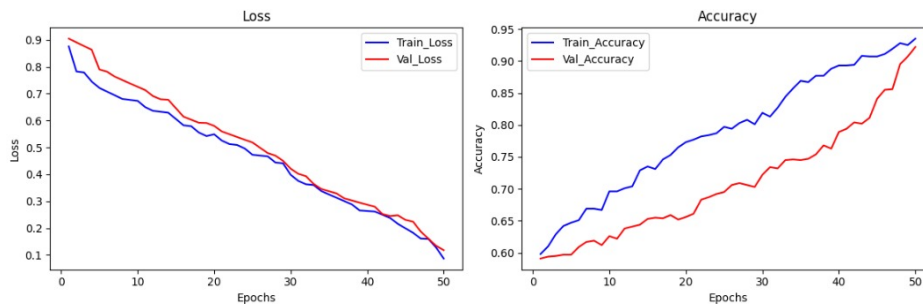 Loss
Train_Loss
Val_Loss
0.9
0.8
0.7
0.6
0.5
0.4
0.3
0.2
0.1
Loss
0
10
20
30
40
50
Epochs
Accuracy
Train_Accuracy
Val_Accuracy
0.95
0.90
0.85
0.80
0.75
0.70
0.65
0.60
Accuracy
0
10
20
30
40
50
Epochs